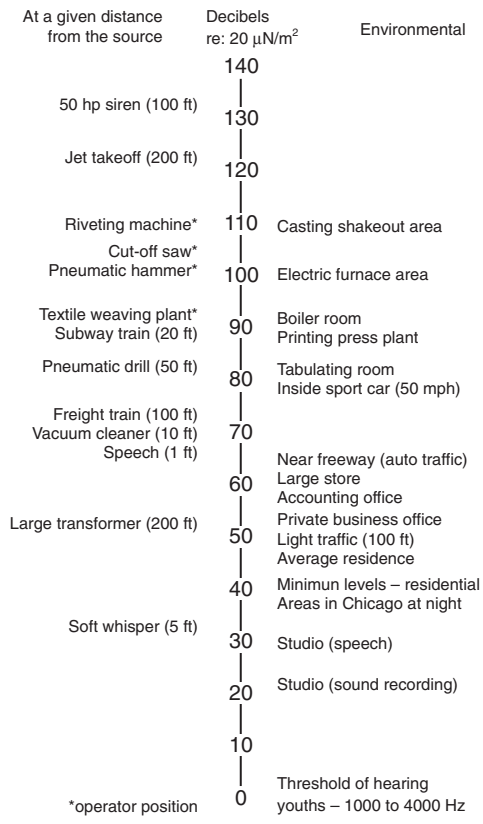 At a given distance
from the source
Decibels
re: 20 μN/m²
Environmental
140
50 hp siren (100 ft)
130
Jet takeoff (200 ft)
120
Riveting machine*
110
Casting shakeout area
Cut-off saw*
Pneumatic hammer*
100
Electric furnace area
Textile weaving plant*
Subway train (20 ft)
90
Boiler room
Printing press plant
Pneumatic drill (50 ft)
80
Tabulating room
Inside sport car (50 mph)
Freight train (100 ft)
Vacuum cleaner (10 ft)
Speech (1 ft)
70
Near freeway (auto traffic)
Large store
Accounting office
60
Large transformer (200 ft)
50
Private business office
Light traffic (100 ft)
Average residence
40
Minimun levels – residential
Areas in Chicago at night
Soft whisper (5 ft)
30
Studio (speech)
20
Studio (sound recording)
10
0
Threshold of hearing
youths – 1000 to 4000 Hz
*operator position